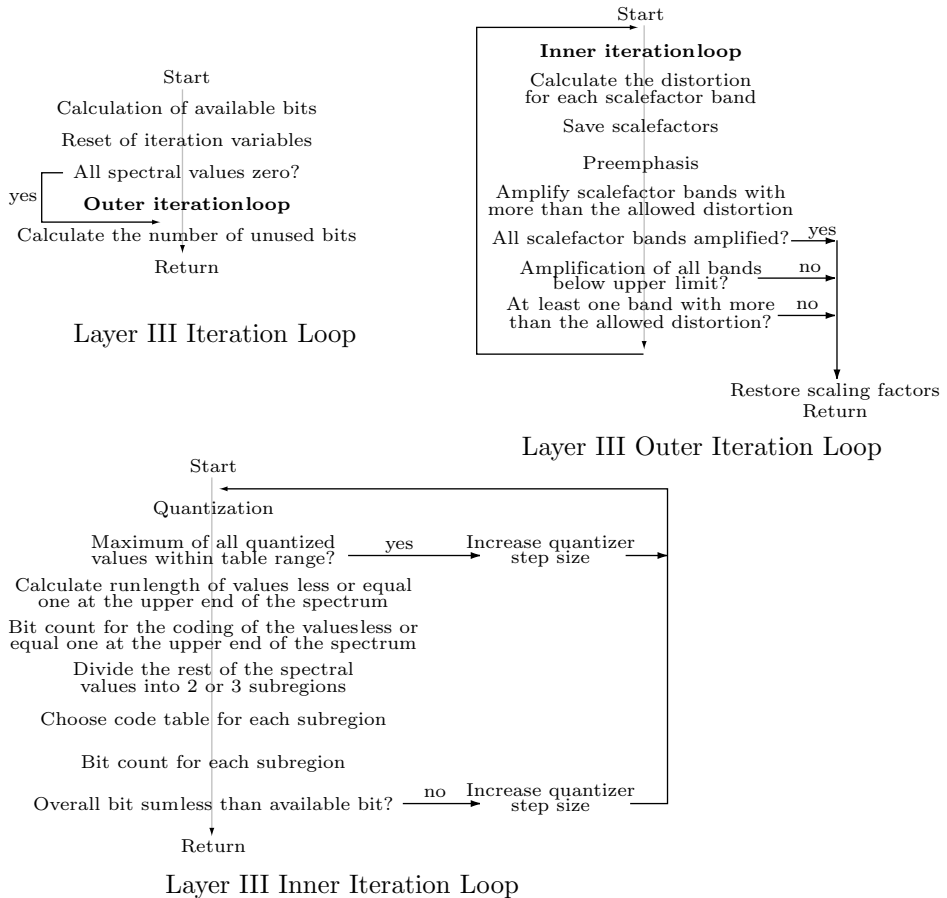 Start
Calculation of available bits
Reset of iteration variables
All spectral values zero?
yes
Outer iterationloop
Calculate the number of unused bits
Return
Layer III Iteration Loop
Start
Inner iterationloop
Calculate the distortion
for each scalefactor band
Save scalefactors
Preemphasis
Amplify scalefactor bands with
more than the allowed distortion
All scalefactor bands amplified?
yes
Amplification of all bands
below upper limit?
no
At least one band with more
than the allowed distortion?
no
Restore scaling factors
Return
Layer III Outer Iteration Loop
Start
Quantization
Maximum of all quantized
values within table range?
yes
Increase quantizer
step size
Calculate runlength of values less or equal
one at the upper end of the spectrum
Bit count for the coding of the valuesless or
equal one at the upper end of the spectrum
Divide the rest of the spectral
values into 2 or 3 subregions
Choose code table for each subregion
Bit count for each subregion
Overall bit sumless than available bit?
no
Increase quantizer
step size
Return
Layer III Inner Iteration Loop